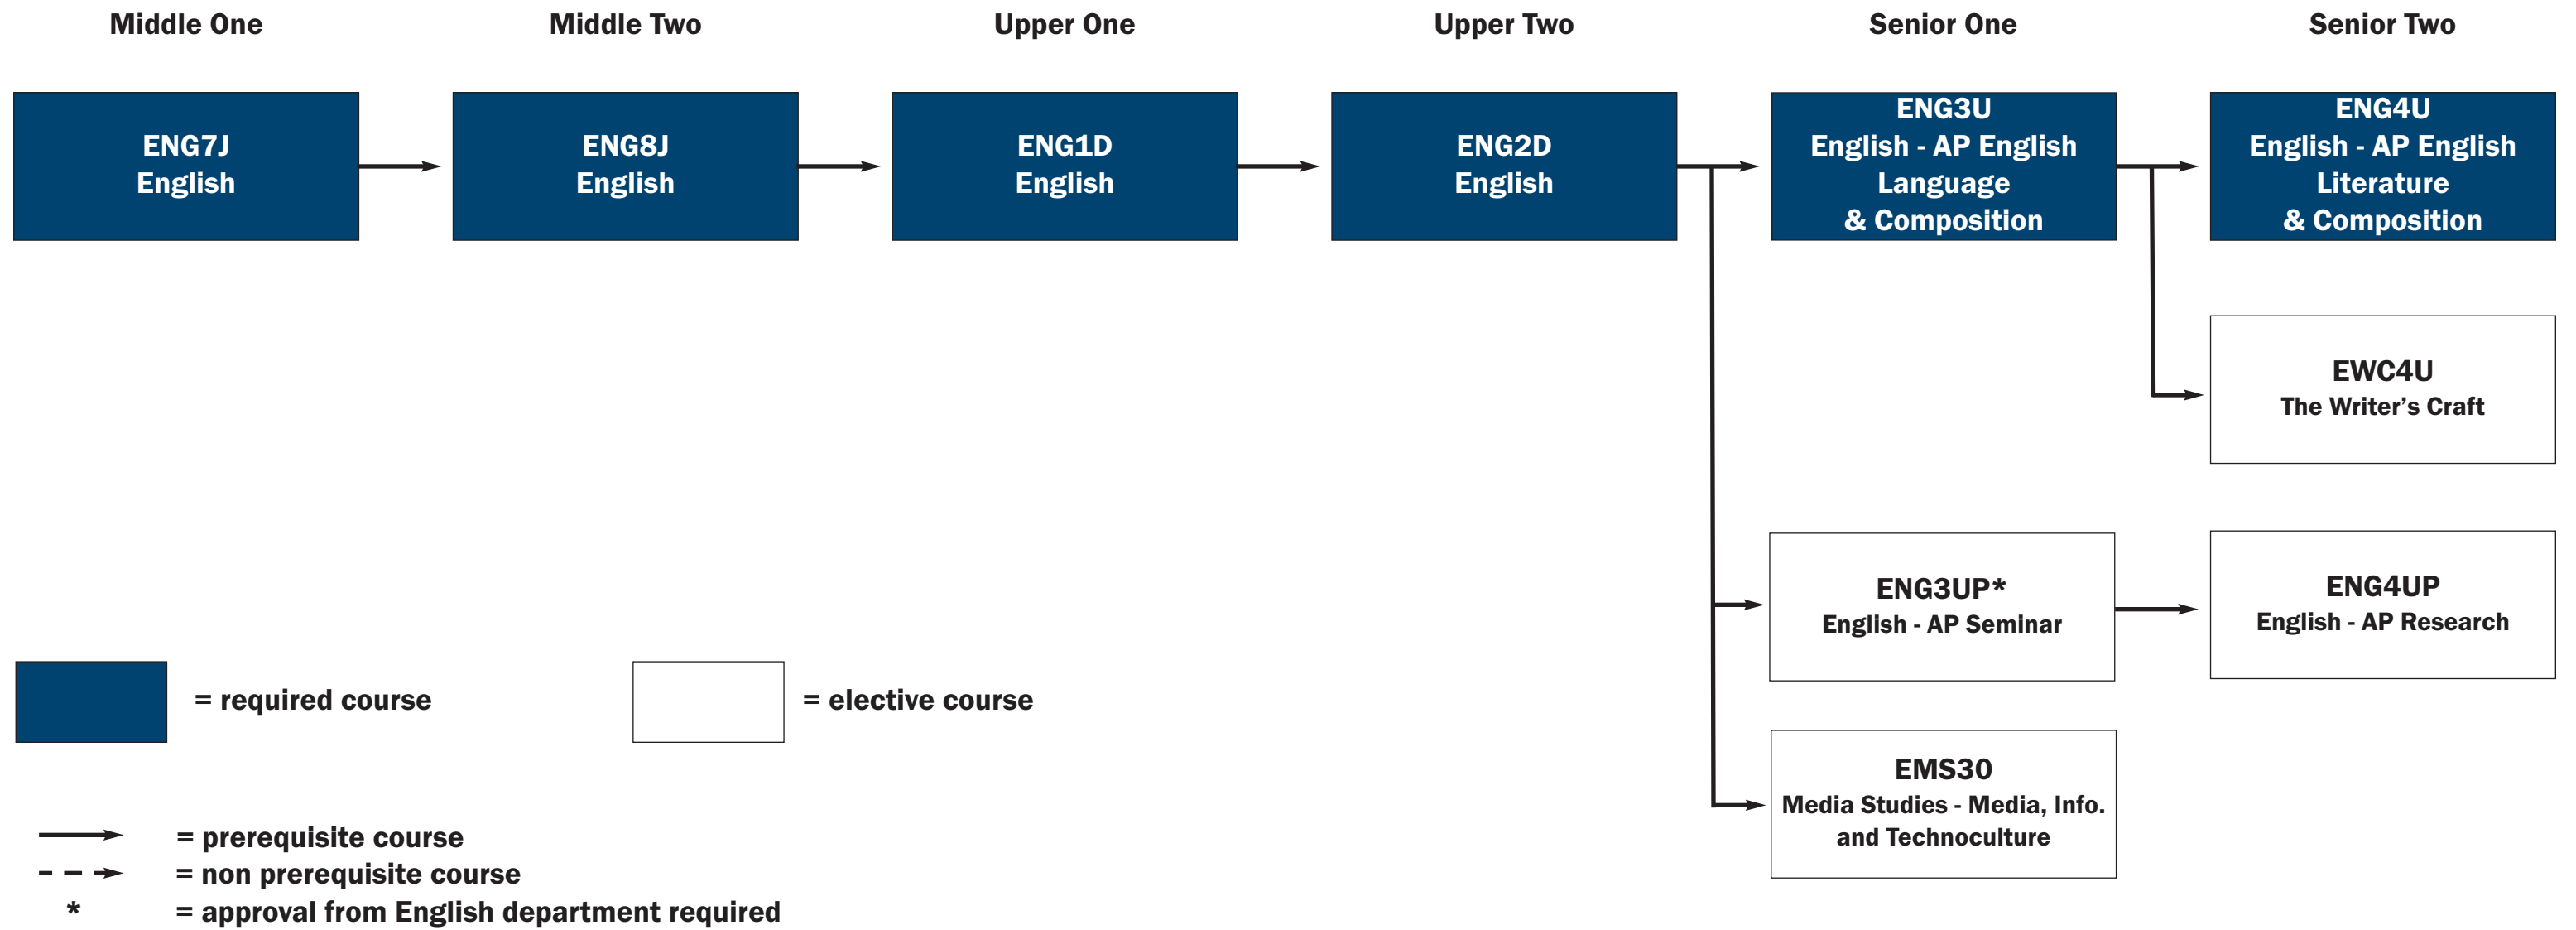 Middle One
Middle Two
Upper One
Upper Two
Senior One
Senior Two
ENG7J
English
ENG8J
English
ENG1D
English
ENG2D
English
ENG3U
English - AP English
Language
& Composition
ENG4U
English - AP English
Literature
& Composition
EWC4U
The Writer’s Craft
ENG3UP*
English - AP Seminar
ENG4UP
English - AP Research
EMS30
Media Studies - Media, Info.
and Technoculture
= required course
= elective course
= prerequisite course
= non prerequisite course
* = approval from English department required